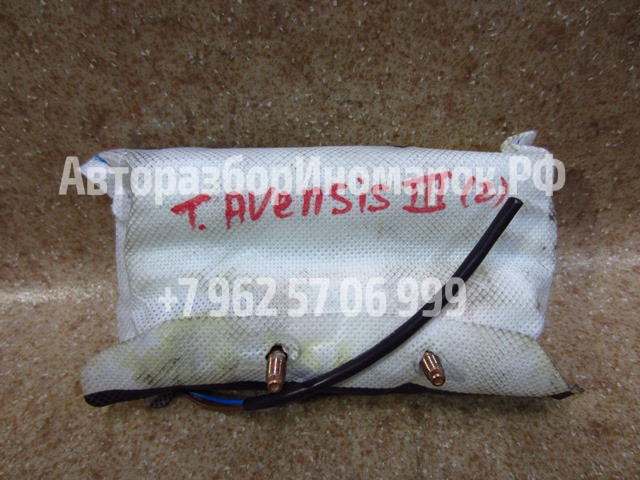 АвторазборИномарок.РФ
T. AVensis III (2)
+7 962 57 06 999